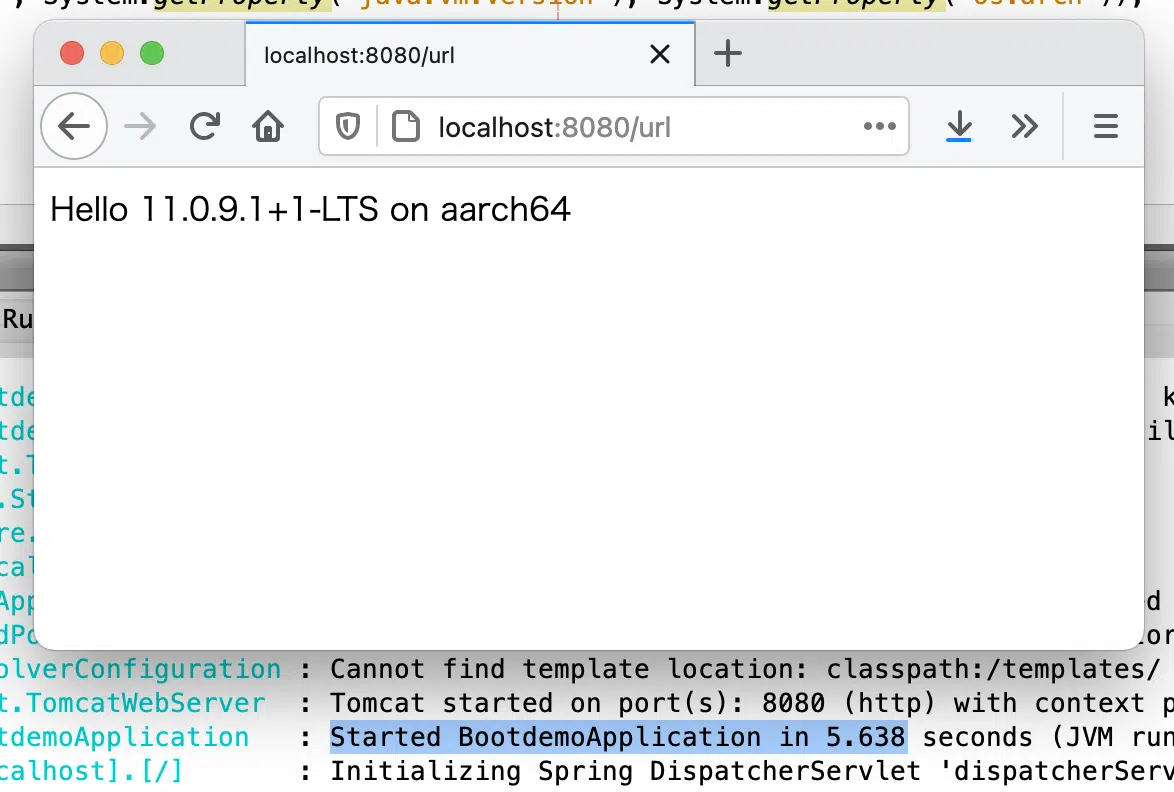 , System.getProperty("java.vm.version"), System.getProperty("os.arch"));
localhost:8080/url
localhost:8080/url
Hello 11.0.9.1+1-LTS on aarch64
Ru
tde
k
tde
il
t.T
.St
re.
cal
App
d
dPo
tor
olverConfiguration : Cannot find template location: classpath:/templates/
t.TomcatWebServer : Tomcat started on port(s): 8080 (http) with context p
tdemoApplication : Started BootdemoApplication in 5.638 seconds (JVM run
calhost].[/] : Initializing Spring DispatcherServlet 'dispatcherServ